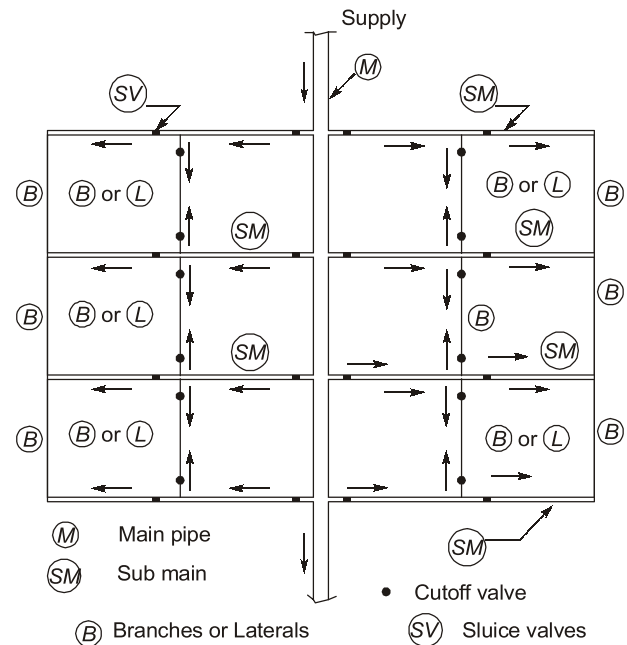 Supply
M
SV
SM
B
B or L
B or L
B
SM
SM
B
B or L
B
B
SM
SM
B
B or L
B or L
B
M Main pipe
SM
SM Sub main
Cutoff valve
B Branches or Laterals
SV Sluice valves